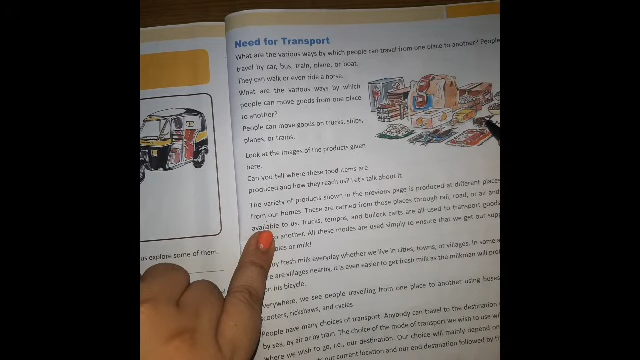 Need for Transport
What are the various ways by which people can travel from one place to another? People
travel by car, bus, train, plane, or boat.
They can walk or even ride a horse.
What are the various ways by which
people can move goods from one place
to another?
People can move goods on trucks, ships,
planes, or trains.
Look at the images of the products given
here.
Can you tell where these food items are
produced and how they reach us? Let's talk about it.
The variety of products shown in the previous page is produced at different places
from our homes. These are carried from those places through rail, road, or air and
available to us. Trucks, tempos, and bullock carts are all used to transport goods
another. All these modes are used simply to ensure that we get our
or milk!
fresh milk everyday whether we live in cities, towns, or villages. In some
are villages nearby, it is even easier to get fresh milk as the milkman will
on his bicycle.
everywhere, we see people travelling from one place to another using buses
scooters, rickshaws, and cycles.
People have many choices of transport. Anybody can travel to the destination
by sea, by air or by train. The choice of the mode of transport we wish to use
where we wish to go, i.e., our destination. Our choice will mainly depend on
our current location and our end destination followed by
us explore some of them.